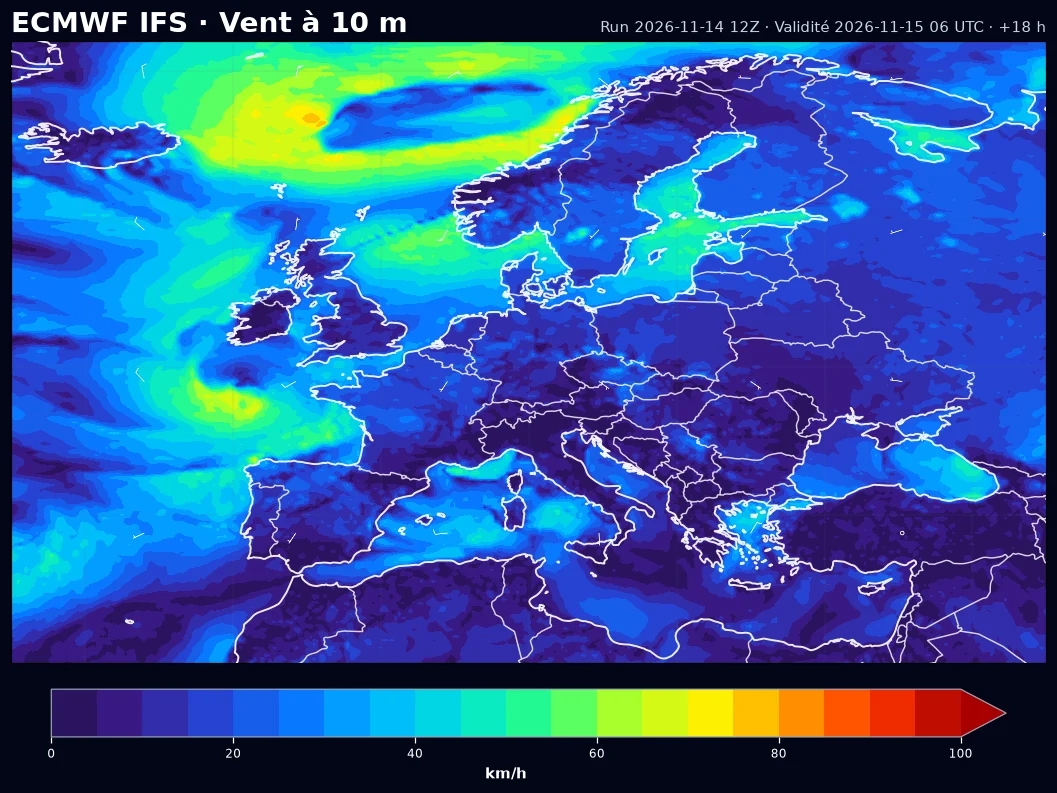 ECMWF IFS · Vent à 10 m
Run 2026-11-14 12Z · Validité 2026-11-15 06 UTC · +18 h
0 20 40 60 80 100
km/h